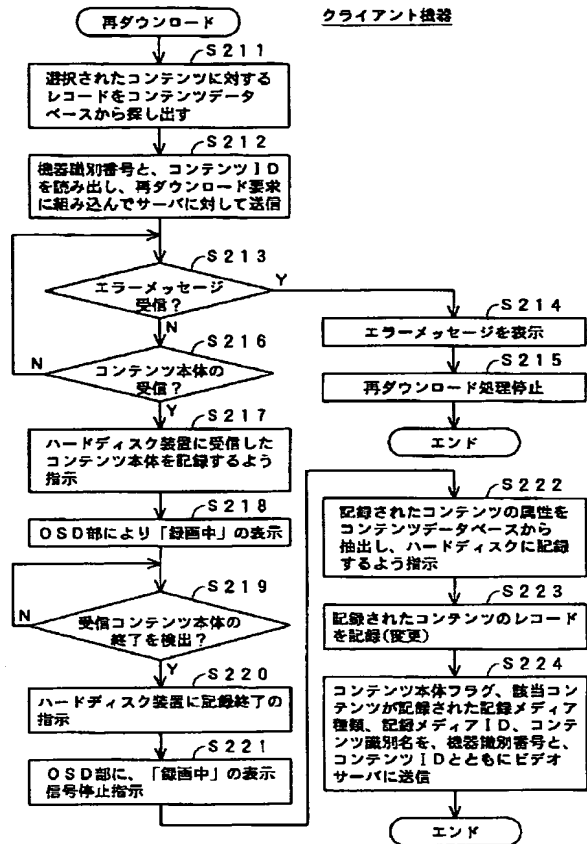 クライアント機器
再ダウンロード
S211
選択されたコンテンツに対する
レコードをコンテンツデータ
ベースから探し出す
S212
機器識別番号と、コンテンツID
を読み出し、再ダウンロード要求
に組み込んでサーバに対して送信
S213
エラーメッセージ
受信？
Y
N
S214
エラーメッセージを表示
S215
再ダウンロード処理停止
エンド
S216
コンテンツ本体の
受信？
N
Y
S217
ハードディスク装置に受信した
コンテンツ本体を記録するよう
指示
S218
OSD部により「録画中」の表示
S219
受信コンテンツ本体の
終了を検出？
N
Y
S220
ハードディスク装置に記録終了の
指示
S221
OSD部に、「録画中」の表示
信号停止指示
S222
記録されたコンテンツの属性を
コンテンツデータベースから
抽出し、ハードディスクに記録
するよう指示
S223
記録されたコンテンツのレコード
を記録(変更)
S224
コンテンツ本体フラグ、該当コン
テンツが記録された記録メディア
種類、記録メディアID、コンテ
ンツ識別名を、機器識別番号と、
コンテンツIDとともにビデオ
サーバに送信
エンド